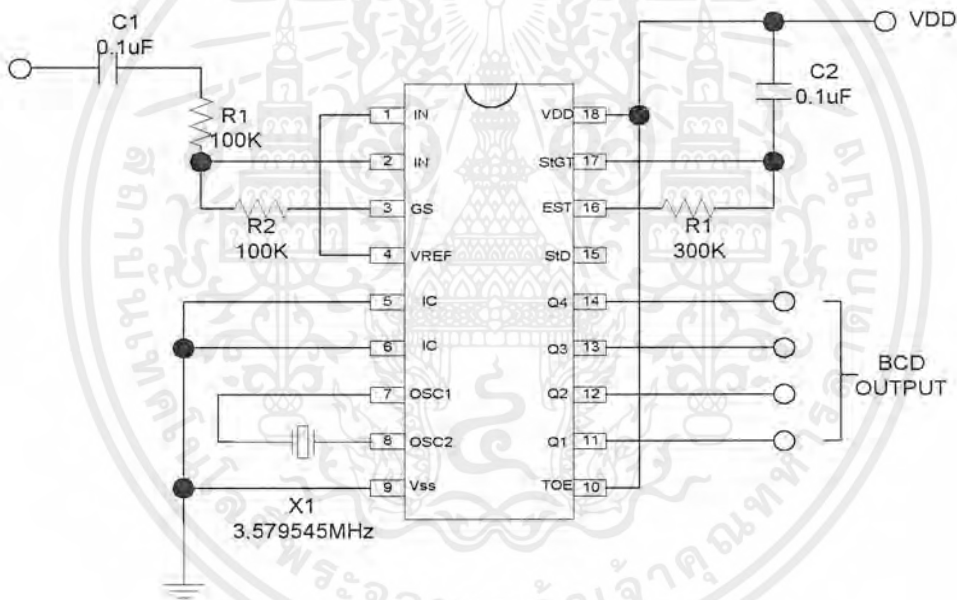 C1
0.1uF
R1
100K
R2
100K
1 IN
2 IN
3 GS
4 VREF
5 IC
6 IC
7 OSC1
8 OSC2
9 Vss
X1
3.579545MHz
VDD 18
StGT 17
EST 16
StD 15
Q4 14
Q3 13
Q2 12
Q1 11
TOE 10
VDD
C2
0.1uF
R1
300K
BCD
OUTPUT